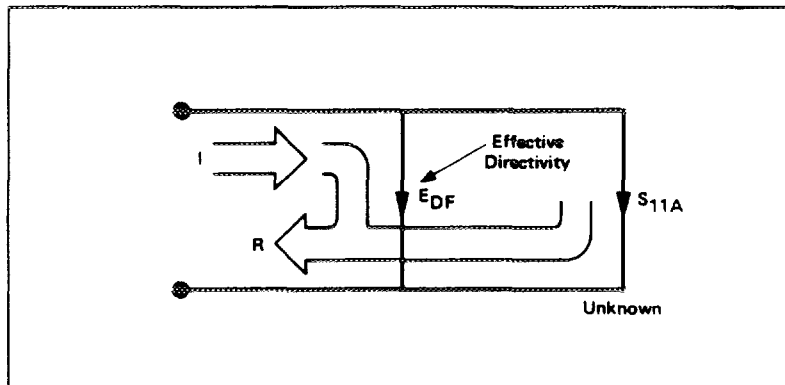 Effective
Directivity
I
EDF
S11A
R
Unknown